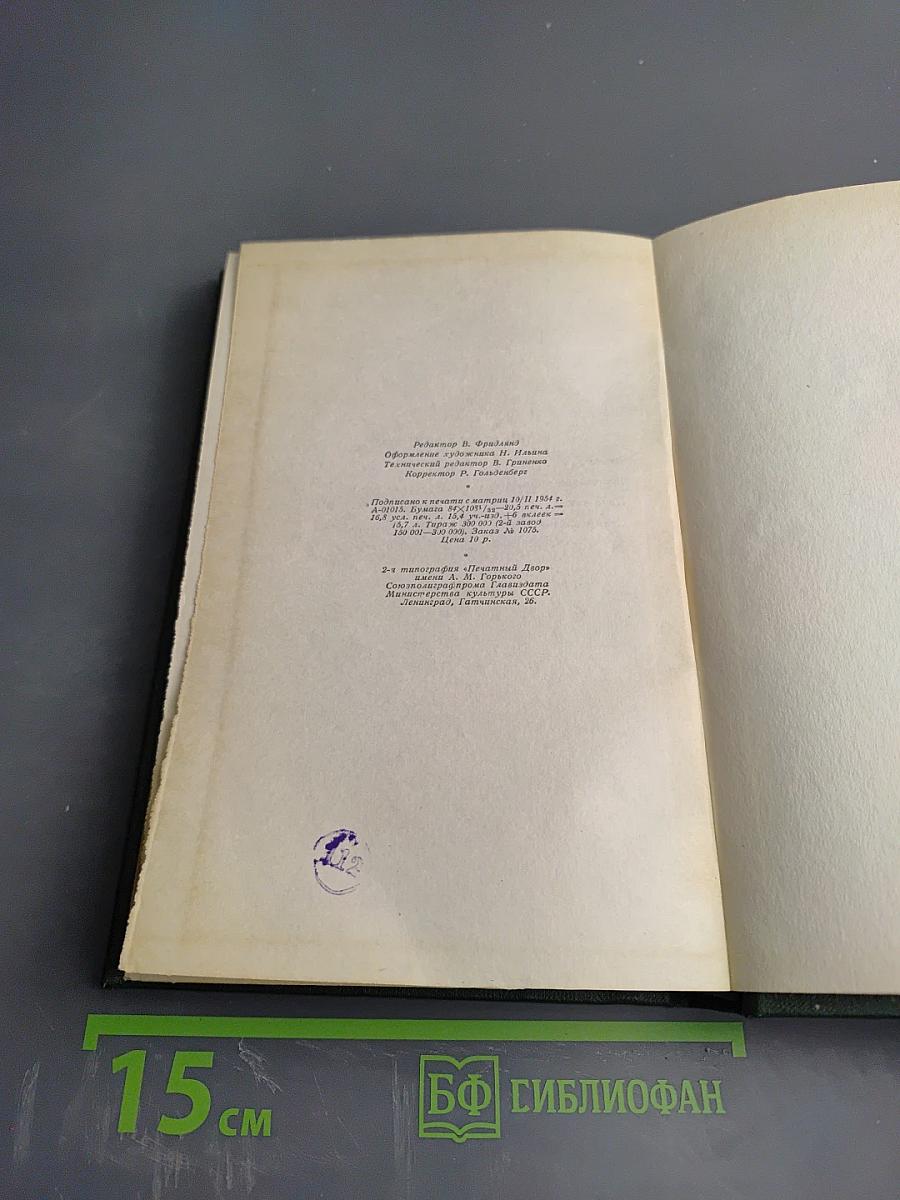 Редактор В. Фридлянд
Оформление художника Н. Ильина
Технический редактор В. Гриненко
Корректор Р. Гольденберг
*
Подписано к печати с матриц 10/II 1954 г.
А-01015. Бумага 84×108¹/₃₂—20,5 печ. л.=
16,8 усл. печ. л. 15,4 уч.-изд.+6 вклеек=
15,7 л. Тираж 300 000 (2-й завод
150 001—300 000). Заказ № 1075.
Цена 10 р.
*
2-я типография «Печатный Двор»
имени А. М. Горького
Союзполиграфпрома Главиздата
Министерства культуры СССР.
Ленинград, Гатчинская, 26.
112
15 см
БФ БИБЛИОФАН